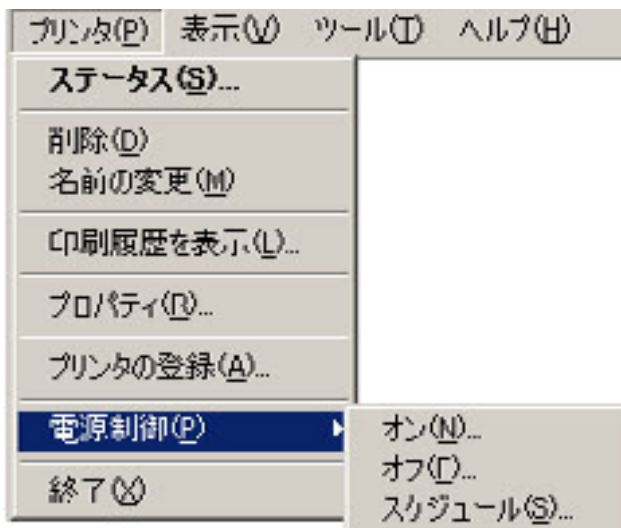 プリンタ(P) 表示(V) ツール(T) ヘルプ(H)
ステータス(S)...
削除(D)
名前の変更(M)
印刷履歴を表示(L)...
プロパティ(R)...
プリンタの登録(A)...
電源制御(P)
オン(N)...
オフ(F)...
スケジュール(S)...
終了(X)